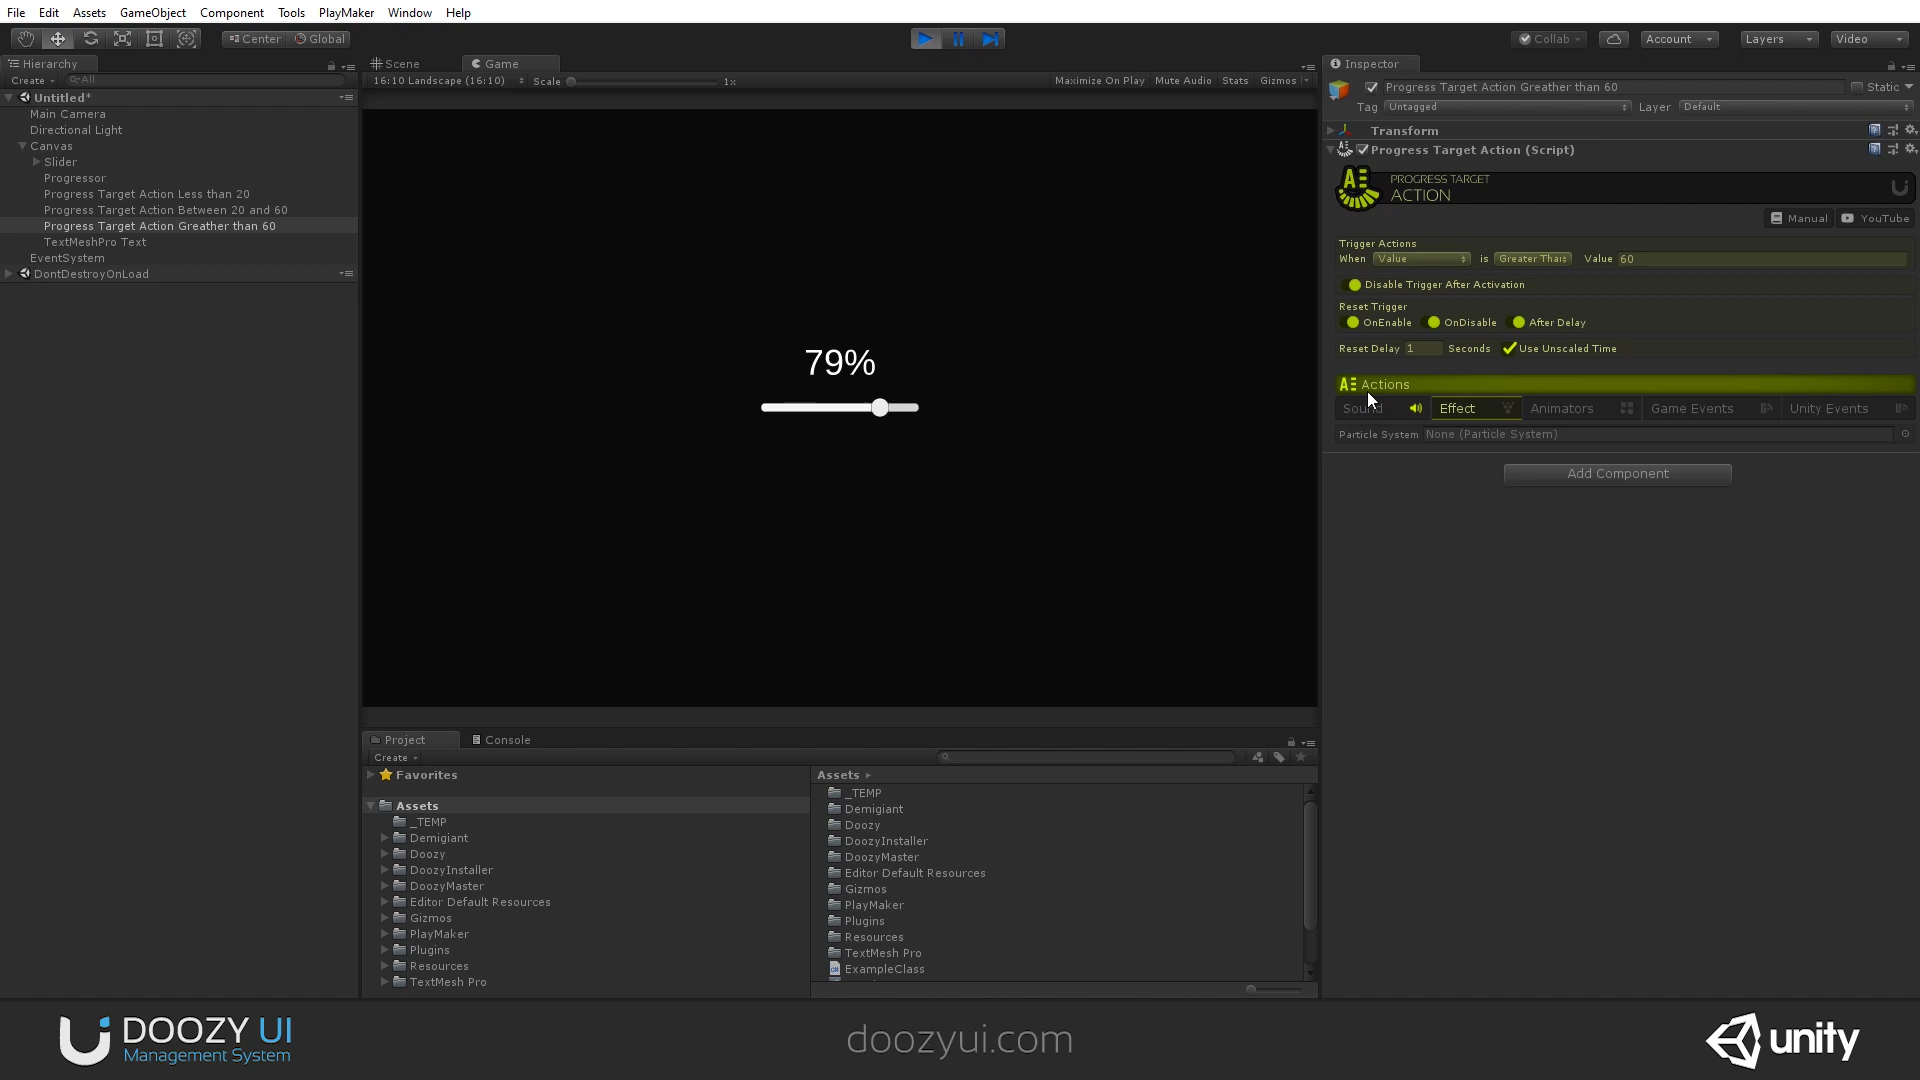 File Edit Assets GameObject Component Tools PlayMaker Window Help
Center Global
Collab Account Layers Video
Hierarchy
Create All
Untitled*
Main Camera
Directional Light
Canvas
Slider
Progressor
Progress Target Action Less than 20
Progress Target Action Between 20 and 60
Progress Target Action Greather than 60
TextMeshPro Text
EventSystem
DontDestroyOnLoad
Scene Game
16:10 Landscape (16:10) Scale 1x Maximize On Play Mute Audio Stats Gizmos
79%
Project Console
Create
Favorites
Assets
_TEMP
Demigiant
Doozy
DoozyInstaller
DoozyMaster
Editor Default Resources
Gizmos
PlayMaker
Plugins
Resources
TextMesh Pro
Assets
_TEMP
Demigiant
Doozy
DoozyInstaller
DoozyMaster
Editor Default Resources
Gizmos
PlayMaker
Plugins
Resources
TextMesh Pro
ExampleClass
Inspector
Progress Target Action Greather than 60 Static
Tag Untagged Layer Default
Transform
Progress Target Action (Script)
PROGRESS TARGET
ACTION
Manual YouTube
Trigger Actions
When Value is Greater Than Value 60
Disable Trigger After Activation
Reset Trigger
OnEnable OnDisable After Delay
Reset Delay 1 Seconds Use Unscaled Time
Actions
Sound Effect Animators Game Events Unity Events
Particle System None (Particle System)
Add Component
DOOZY UI
Management System
doozyui.com
unity